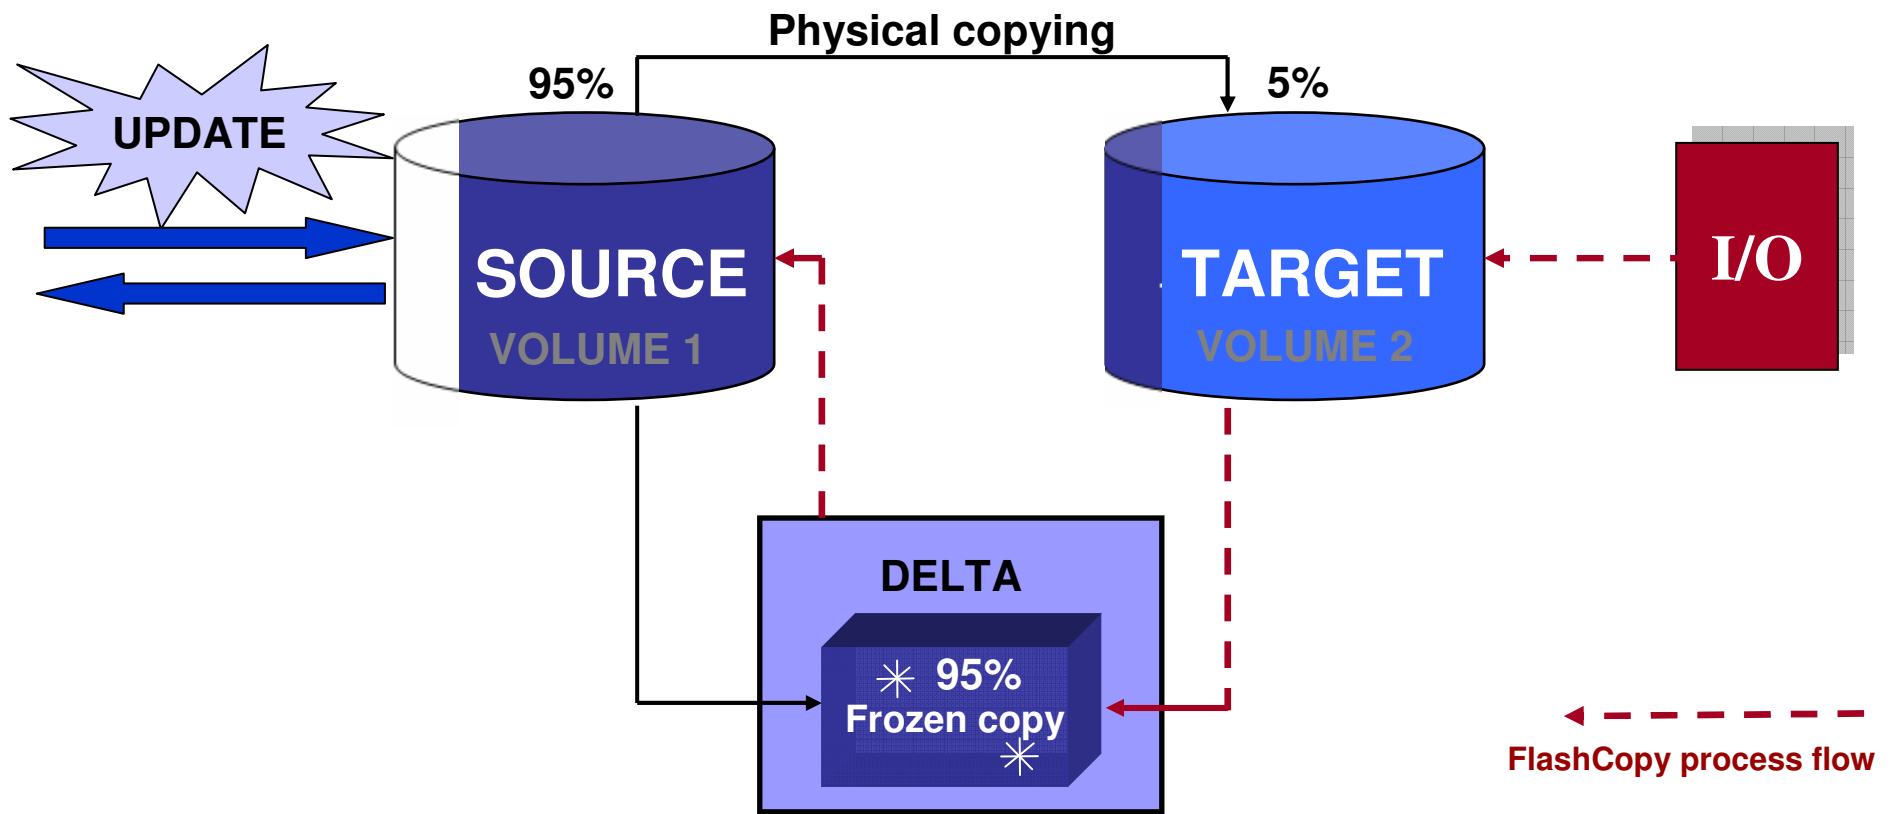 Physical copying
95%
5%
UPDATE
SOURCE
VOLUME 1
TARGET
VOLUME 2
I/O
DELTA
95%
Frozen copy
FlashCopy process flow